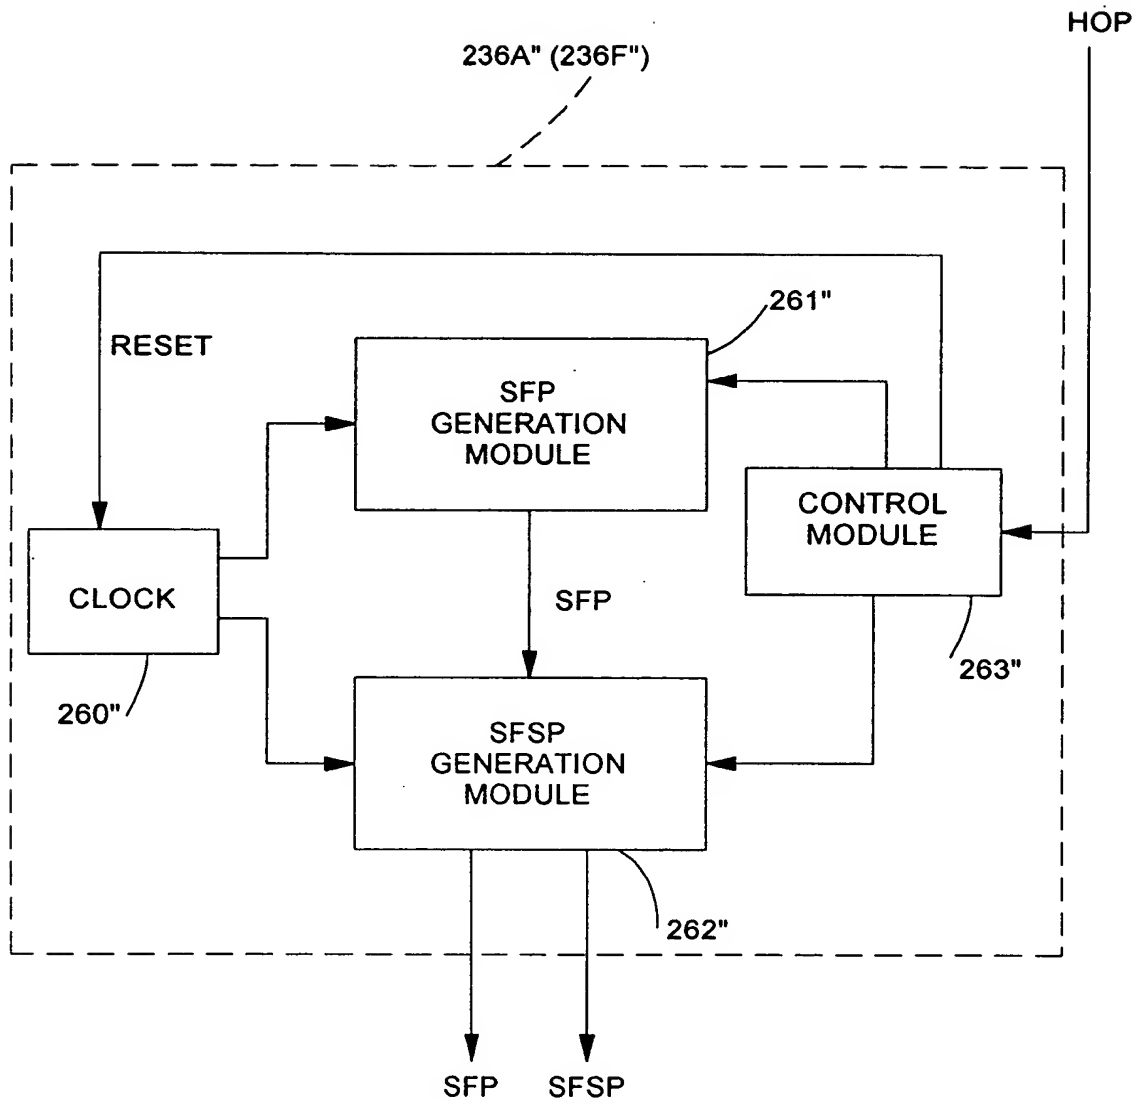 HOP
236A" (236F")
261"
RESET
SFP
GENERATION
MODULE
CONTROL
MODULE
CLOCK
SFP
263"
260"
SFSP
GENERATION
MODULE
262"
SFP
SFSP